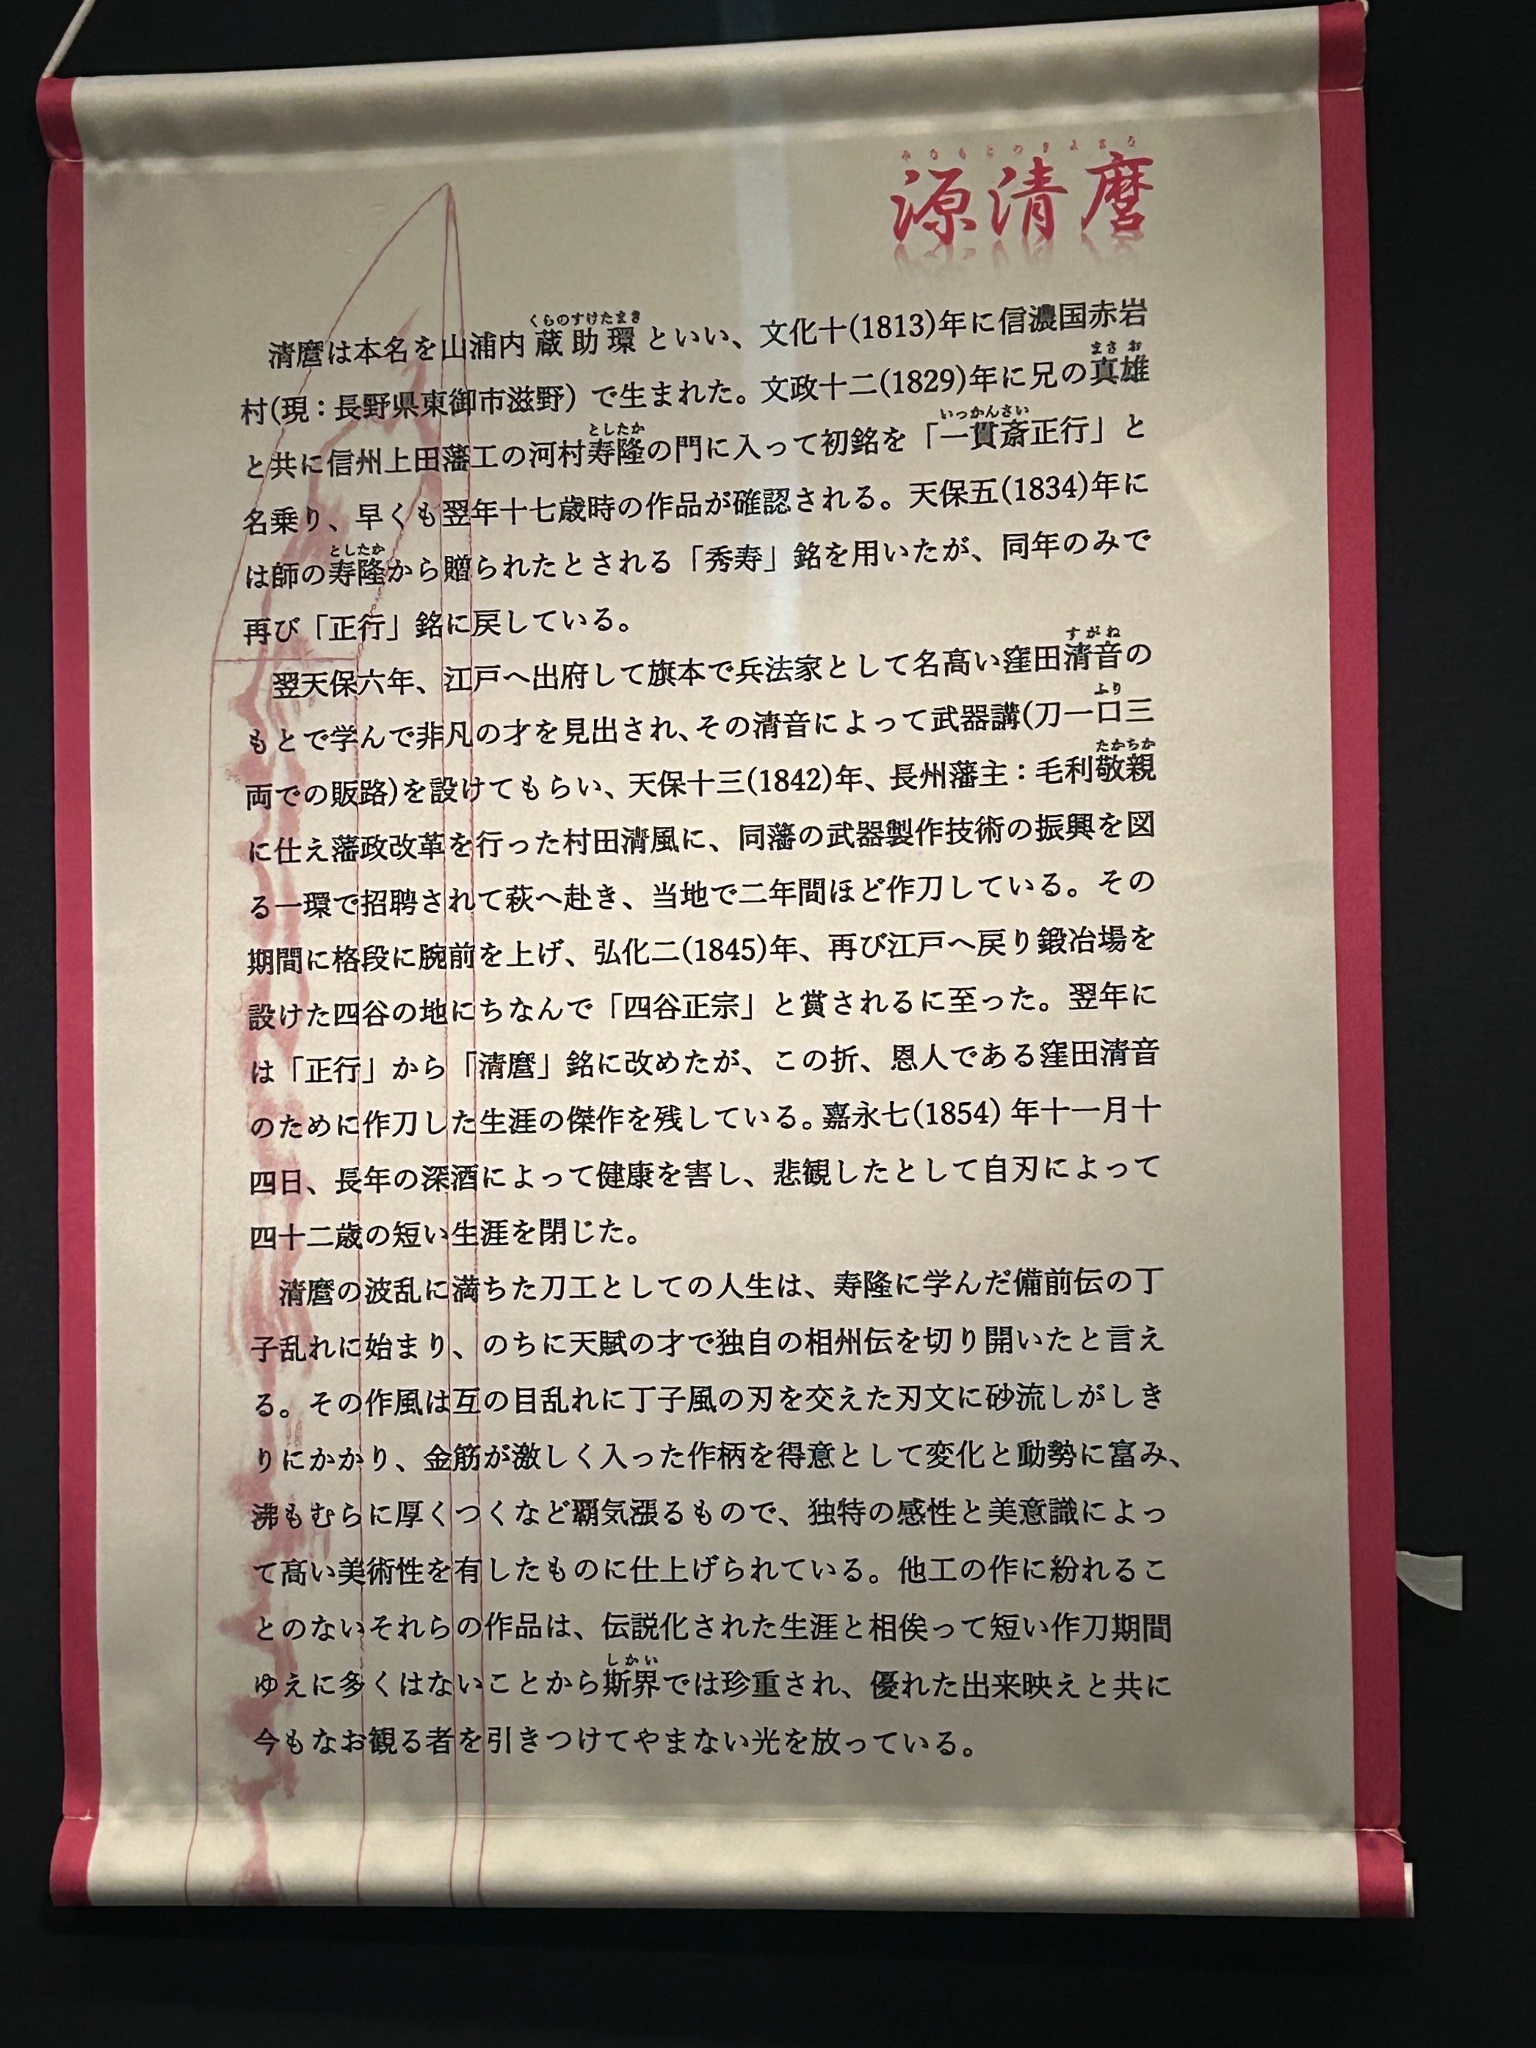 みなもとのきよまろ
源清麿
清麿は本名を山浦内蔵助環といい、文化十(1813)年に信濃国赤岩
村(現：長野県東御市滋野) で生まれた。文政十二(1829)年に兄の真雄
と共に信州上田藩工の河村寿隆の門に入って初銘を「一貫斎正行」と
名乗り、早くも翌年十七歳時の作品が確認される。天保五(1834)年に
は師の寿隆から贈られたとされる「秀寿」銘を用いたが、同年のみで
再び「正行」銘に戻している。
翌天保六年、江戸へ出府して旗本で兵法家として名高い窪田清音の
もとで学んで非凡の才を見出され、その清音によって武器講(刀一口三
両での販路)を設けてもらい、天保十三(1842)年、長州藩主：毛利敬親
に仕え藩政改革を行った村田清風に、同藩の武器製作技術の振興を図
る一環で招聘されて萩へ赴き、当地で二年間ほど作刀している。その
期間に格段に腕前を上げ、弘化二(1845)年、再び江戸へ戻り鍛冶場を
設けた四谷の地にちなんで「四谷正宗」と賞されるに至った。翌年に
は「正行」から「清麿」銘に改めたが、この折、恩人である窪田清音
のために作刀した生涯の傑作を残している。嘉永七(1854) 年十一月十
四日、長年の深酒によって健康を害し、悲観したとして自刃によって
四十二歳の短い生涯を閉じた。
清麿の波乱に満ちた刀工としての人生は、寿隆に学んだ備前伝の丁
子乱れに始まり、のちに天賦の才で独自の相州伝を切り開いたと言え
る。その作風は互の目乱れに丁子風の刃を交えた刃文に砂流しがしき
りにかかり、金筋が激しく入った作柄を得意として変化と動勢に富み、
沸もむらに厚くつくなど覇気漲るもので、独特の感性と美意識によっ
て高い美術性を有したものに仕上げられている。他工の作に紛れるこ
とのないそれらの作品は、伝説化された生涯と相俟って短い作刀期間
ゆえに多くはないことから斯界では珍重され、優れた出来映えと共に
今もなお観る者を引きつけてやまない光を放っている。